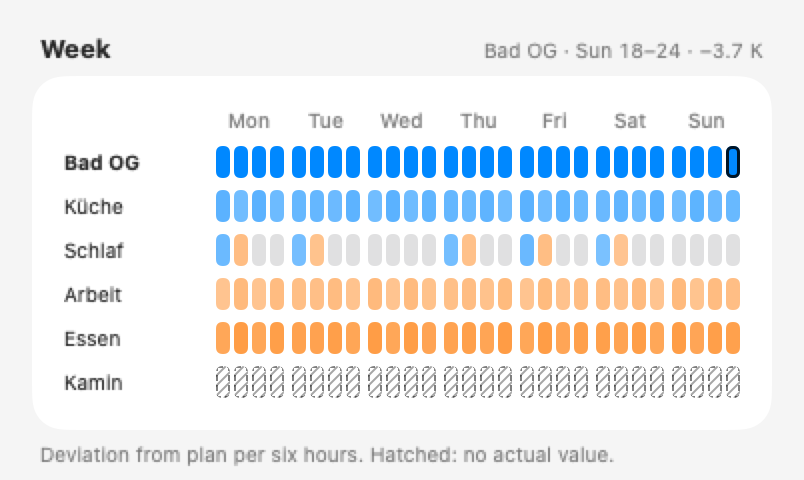 Week
Bad OG · Sun 18–24 · −3.7 K
Mon Tue Wed Thu Fri Sat Sun
Bad OG
Küche
Schlaf
Arbeit
Essen
Kamin
Deviation from plan per six hours. Hatched: no actual value.